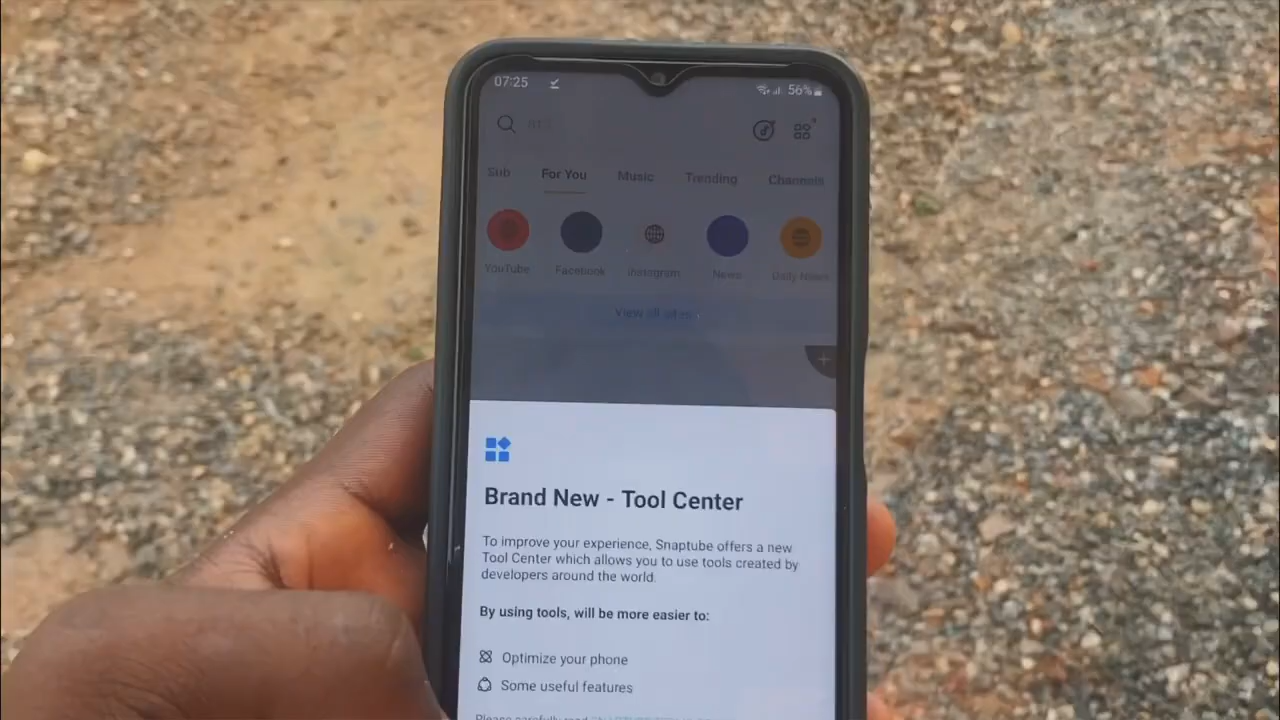 07:25 56%
Sub For You Music Trending Channels
YouTube Facebook Instagram News Daily News
View all sites
Brand New - Tool Center
To improve your experience, Snaptube offers a new
Tool Center which allows you to use tools created by
developers around the world.
By using tools, will be more easier to:
Optimize your phone
Some useful features
Please carefully read